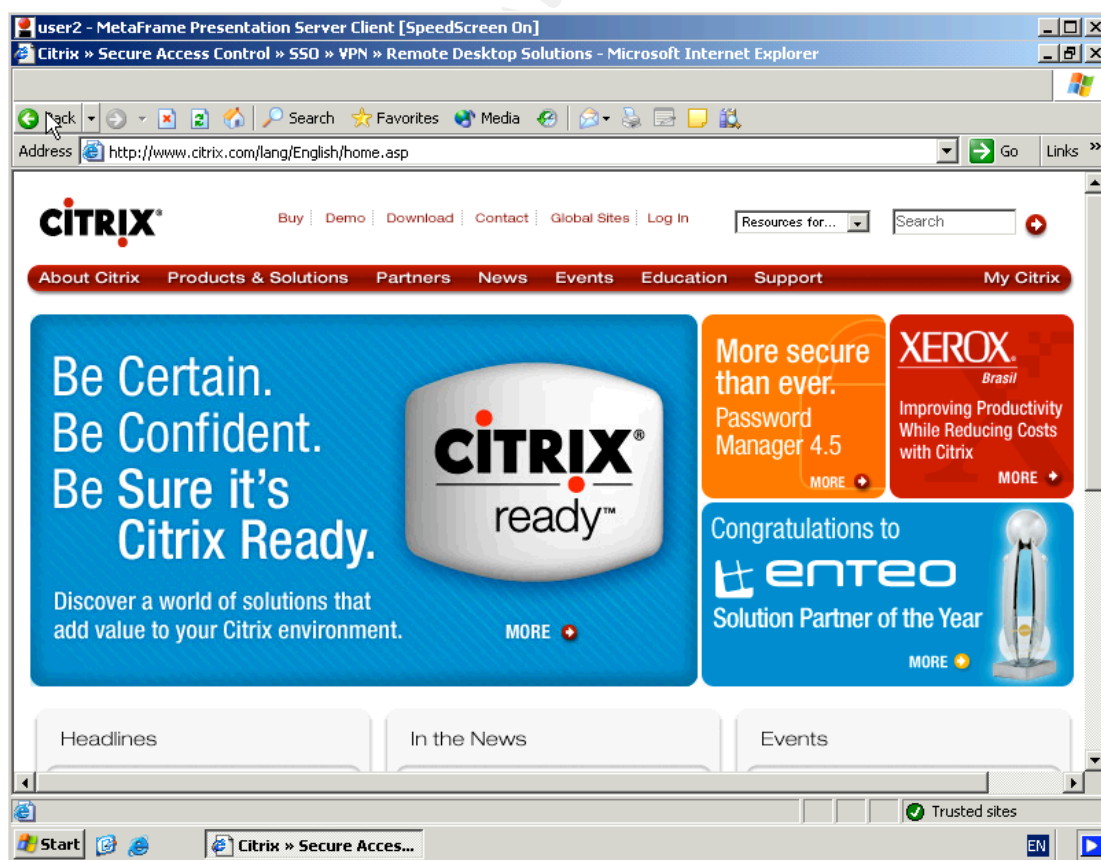 user2 - MetaFrame Presentation Server Client [SpeedScreen On]
Citrix » Secure Access Control » SSO » VPN » Remote Desktop Solutions - Microsoft Internet Explorer
Back Search Favorites Media
Address http://www.citrix.com/lang/English/home.asp Go Links »
CİTRIX® Buy Demo Download Contact Global Sites Log In Resources for... Search
About Citrix Products & Solutions Partners News Events Education Support My Citrix
Be Certain.
Be Confident.
Be Sure it's
Citrix Ready.
Discover a world of solutions that
add value to your Citrix environment.
MORE
CİTRIX®
ready™
More secure
than ever.
Password
Manager 4.5
MORE
XEROX.
Brasil
Improving Productivity
While Reducing Costs
with Citrix
MORE
Congratulations to
enteo
Solution Partner of the Year
MORE
Headlines In the News Events
Trusted sites
Start Citrix » Secure Acces... EN